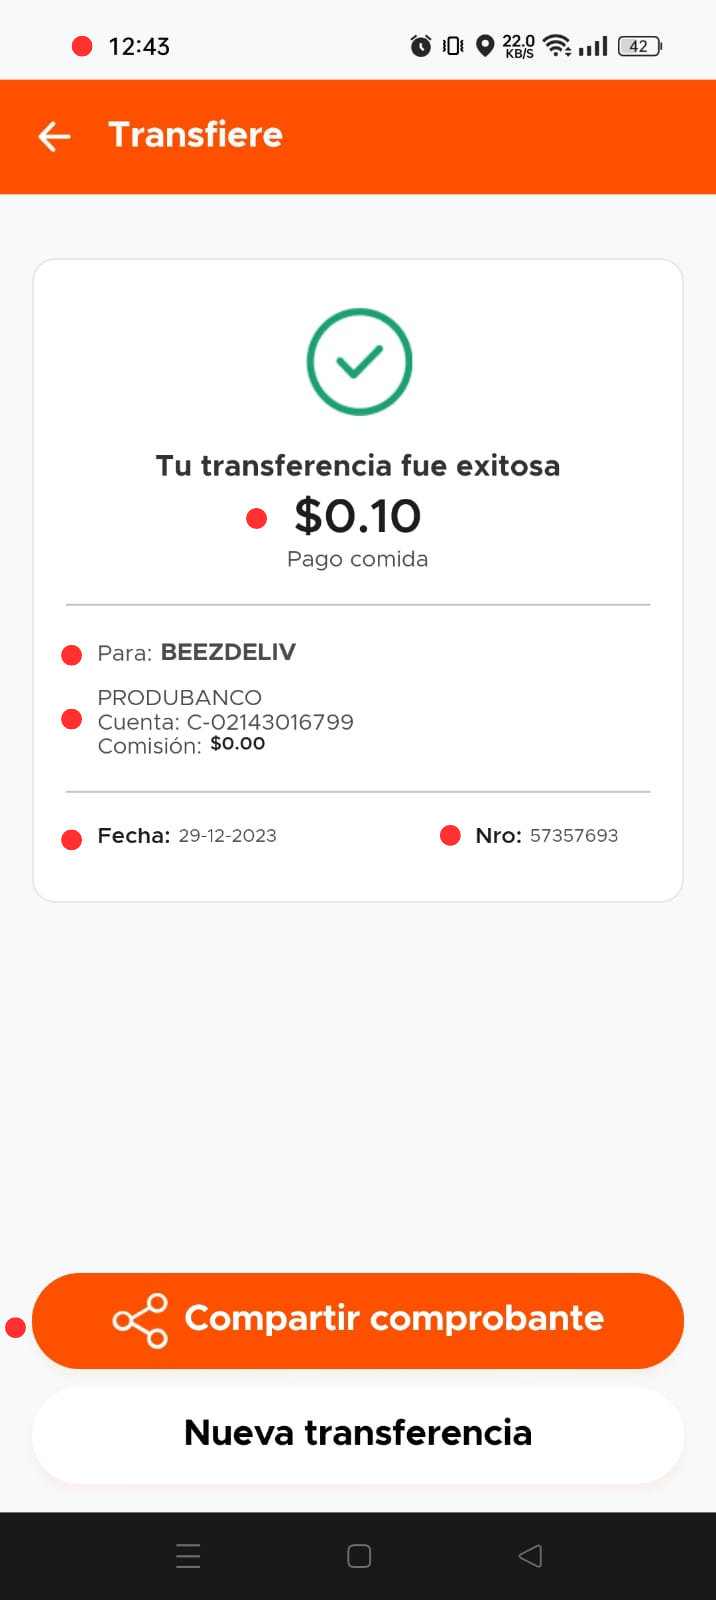 12:43
22.0
KB/S
42
Transfiere
Tu transferencia fue exitosa
$0.10
Pago comida
Para: BEEZDELIV
PRODUBANCO
Cuenta: C-02143016799
Comisión: $0.00
Fecha: 29-12-2023
Nro: 57357693
Compartir comprobante
Nueva transferencia